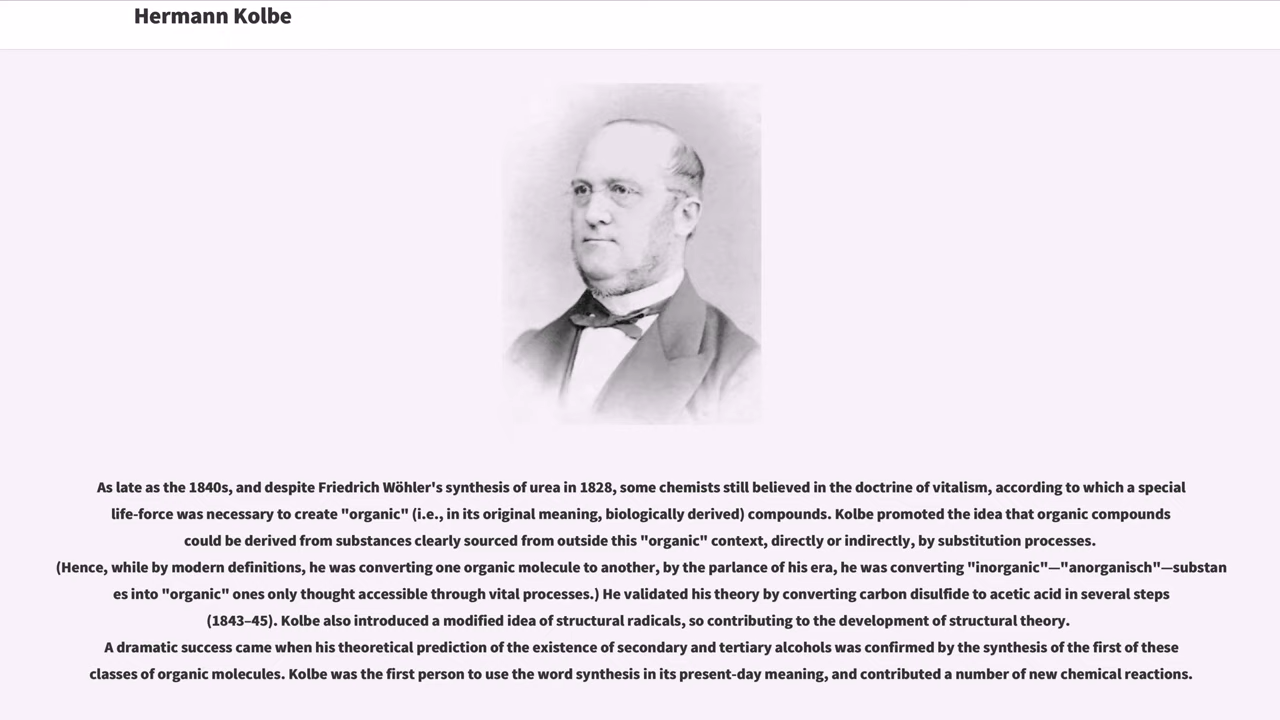 Hermann Kolbe
As late as the 1840s, and despite Friedrich Wöhler's synthesis of urea in 1828, some chemists still believed in the doctrine of vitalism, according to which a special
life-force was necessary to create "organic" (i.e., in its original meaning, biologically derived) compounds. Kolbe promoted the idea that organic compounds
could be derived from substances clearly sourced from outside this "organic" context, directly or indirectly, by substitution processes.
(Hence, while by modern definitions, he was converting one organic molecule to another, by the parlance of his era, he was converting "inorganic"—"anorganisch"—substan
es into "organic" ones only thought accessible through vital processes.) He validated his theory by converting carbon disulfide to acetic acid in several steps
(1843–45). Kolbe also introduced a modified idea of structural radicals, so contributing to the development of structural theory.
A dramatic success came when his theoretical prediction of the existence of secondary and tertiary alcohols was confirmed by the synthesis of the first of these
classes of organic molecules. Kolbe was the first person to use the word synthesis in its present-day meaning, and contributed a number of new chemical reactions.